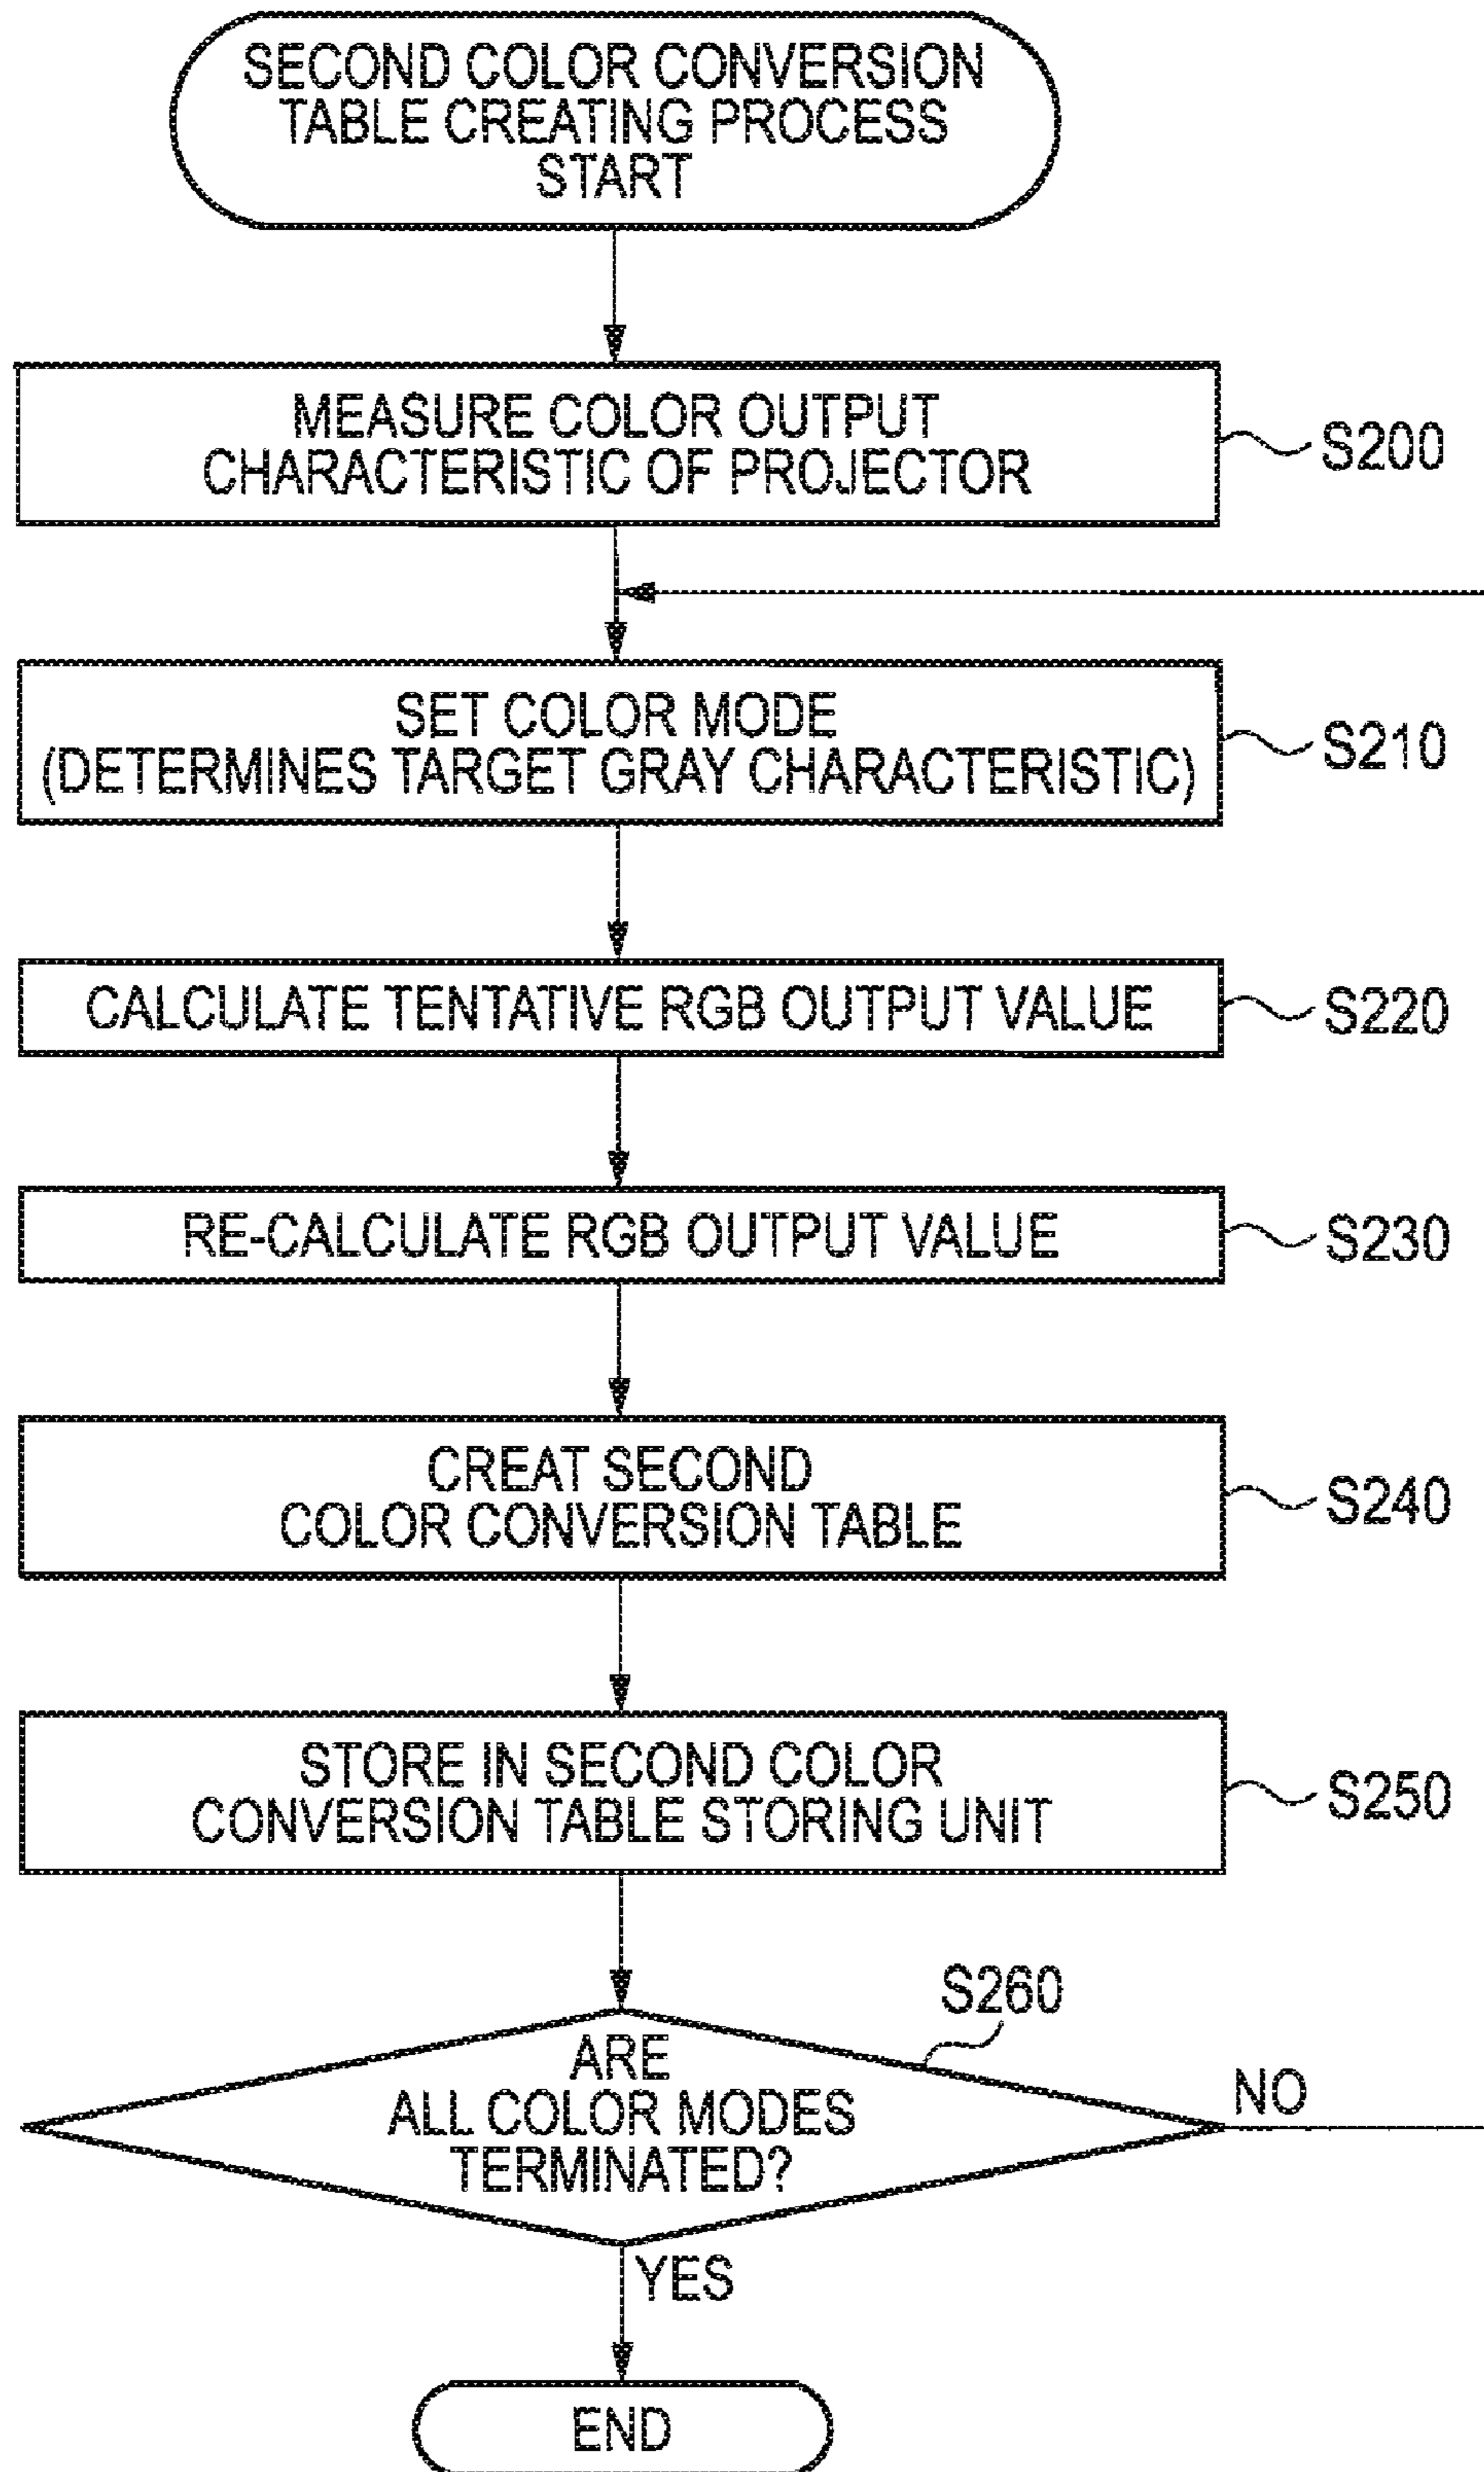 SECOND COLOR CONVERSION
TABLE CREATING PROCESS
START
MEASURE COLOR OUTPUT
CHARACTERISTIC OF PROJECTOR
S200
SET COLOR MODE
(DETERMINES TARGET GRAY CHARACTERISTIC)
S210
CALCULATE TENTATIVE RGB OUTPUT VALUE
S220
RE-CALCULATE RGB OUTPUT VALUE
S230
CREAT SECOND
COLOR CONVERSION TABLE
S240
STORE IN SECOND COLOR
CONVERSION TABLE STORING UNIT
S250
S260
ARE
ALL COLOR MODES
TERMINATED?
NO
YES
END